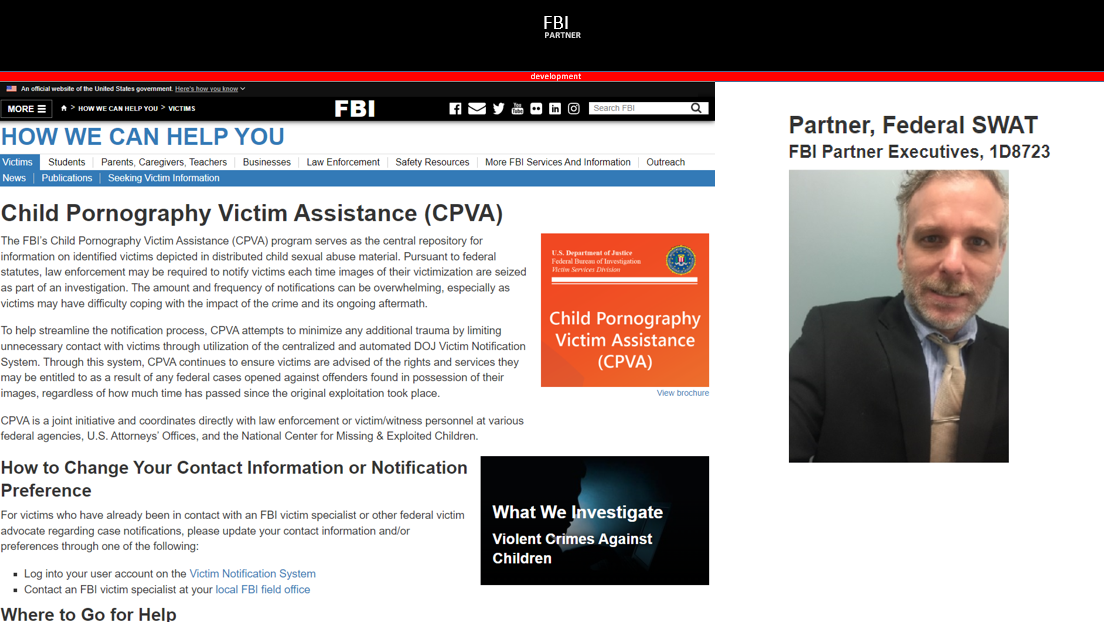 FBI
PARTNER
development
An official website of the United States government. Here's how you know
MORE
> HOW WE CAN HELP YOU > VICTIMS
FBI
Search FBI
HOW WE CAN HELP YOU
Victims
Students
Parents, Caregivers, Teachers
Businesses
Law Enforcement
Safety Resources
More FBI Services And Information
Outreach
News
Publications
Seeking Victim Information
Child Pornography Victim Assistance (CPVA)
The FBI's Child Pornography Victim Assistance (CPVA) program serves as the central repository for
information on identified victims depicted in distributed child sexual abuse material. Pursuant to federal
statutes, law enforcement may be required to notify victims each time images of their victimization are seized
as part of an investigation. The amount and frequency of notifications can be overwhelming, especially as
victims may have difficulty coping with the impact of the crime and its ongoing aftermath.
To help streamline the notification process, CPVA attempts to minimize any additional trauma by limiting
unnecessary contact with victims through utilization of the centralized and automated DOJ Victim Notification
System. Through this system, CPVA continues to ensure victims are advised of the rights and services they
may be entitled to as a result of any federal cases opened against offenders found in possession of their
images, regardless of how much time has passed since the original exploitation took place.
CPVA is a joint initiative and coordinates directly with law enforcement or victim/witness personnel at various
federal agencies, U.S. Attorneys' Offices, and the National Center for Missing & Exploited Children.
U.S. Department of Justice
Federal Bureau of Investigation
Victim Services Division
Child Pornography
Victim Assistance
(CPVA)
View brochure
How to Change Your Contact Information or Notification
Preference
For victims who have already been in contact with an FBI victim specialist or other federal victim
advocate regarding case notifications, please update your contact information and/or
preferences through one of the following:
Log into your user account on the Victim Notification System
Contact an FBI victim specialist at your local FBI field office
What We Investigate
Violent Crimes Against
Children
Where to Go for Help
Partner, Federal SWAT
FBI Partner Executives, 1D8723